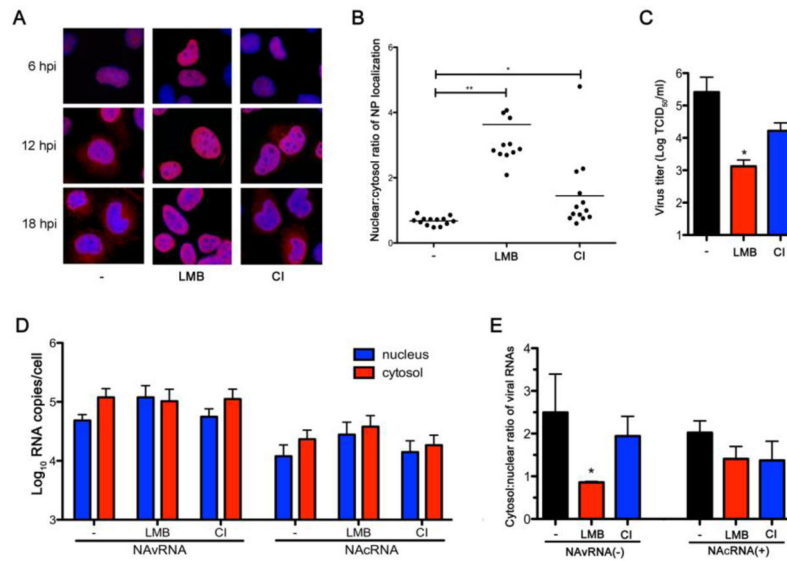 A
6 hpi
12 hpi
18 hpi
- LMB CI
B
Nuclear:cytosol ratio of NP localization
6
4
2
0
**
*
- LMB CI
C
Virus titer (Log TCID50/ml)
6
5
4
3
2
1
*
- LMB CI
D
Log10 RNA copies/cell
6
5
4
3
nucleus
cytosol
- LMB CI - LMB CI
NAvRNA NAcRNA
E
Cytosol:nuclear ratio of viral RNAs
4
3
2
1
0
*
- LMB CI - LMB CI
NAvRNA(-) NAcRNA(+)